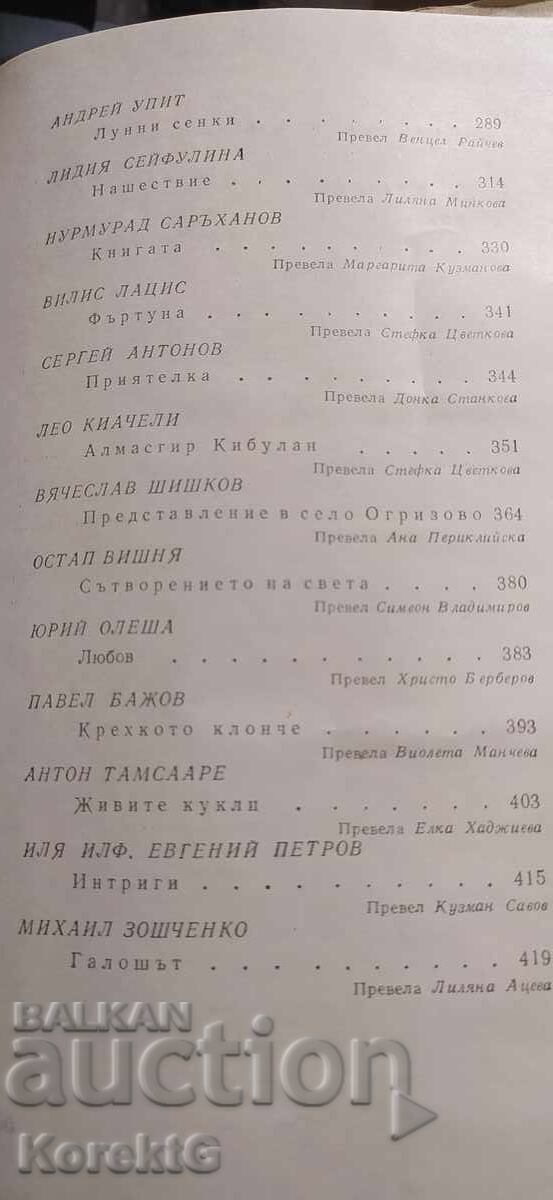 АНДРЕЙ УПИТ
Лунни сенки . . . . . . . . 289
Превел Венцел Райчев
ЛИДИЯ СЕЙФУЛИНА
Нашествие . . . . . . . . . 314
Превела Лиляна Минкова
НУРМУРАД САРЪХАНОВ
Книгата . . . . . . . . . . 330
Превела Маргарита Кузманова
ВИЛИС ЛАЦИС
Фъртуна . . . . . . . . . . 341
Превела Стефка Цветкова
СЕРГЕЙ АНТОНОВ
Приятелка . . . . . . . . . 344
Превела Донка Станкова
ЛЕО КИАЧЕЛИ
Алмасгир Кибулан . . . . . 351
Превела Стефка Цветкова
ВЯЧЕСЛАВ ШИШКОВ
Представление в село Огризово 364
Превела Ана Периклийска
ОСТАП ВИШНЯ
Сътворението на света . . . . 380
Превел Симеон Владимиров
ЮРИЙ ОЛЕША
Любов . . . . . . . . . . . 383
Превел Христо Берберов
ПАВЕЛ БАЖОВ
Крехкото клонче . . . . . . 393
Превела Виолета Манчева
АНТОН ТАМСААРЕ
Живите кукли . . . . . . . 403
Превела Елка Хаджиева
ИЛЯ ИЛФ, ЕВГЕНИЙ ПЕТРОВ
Интриги . . . . . . . . . . 415
Превел Кузман Савов
МИХАИЛ ЗОШЧЕНКО
Галошът . . . . . . . . . . 419
Превела Лиляна Ацева
BALKAN
auction
KorektG